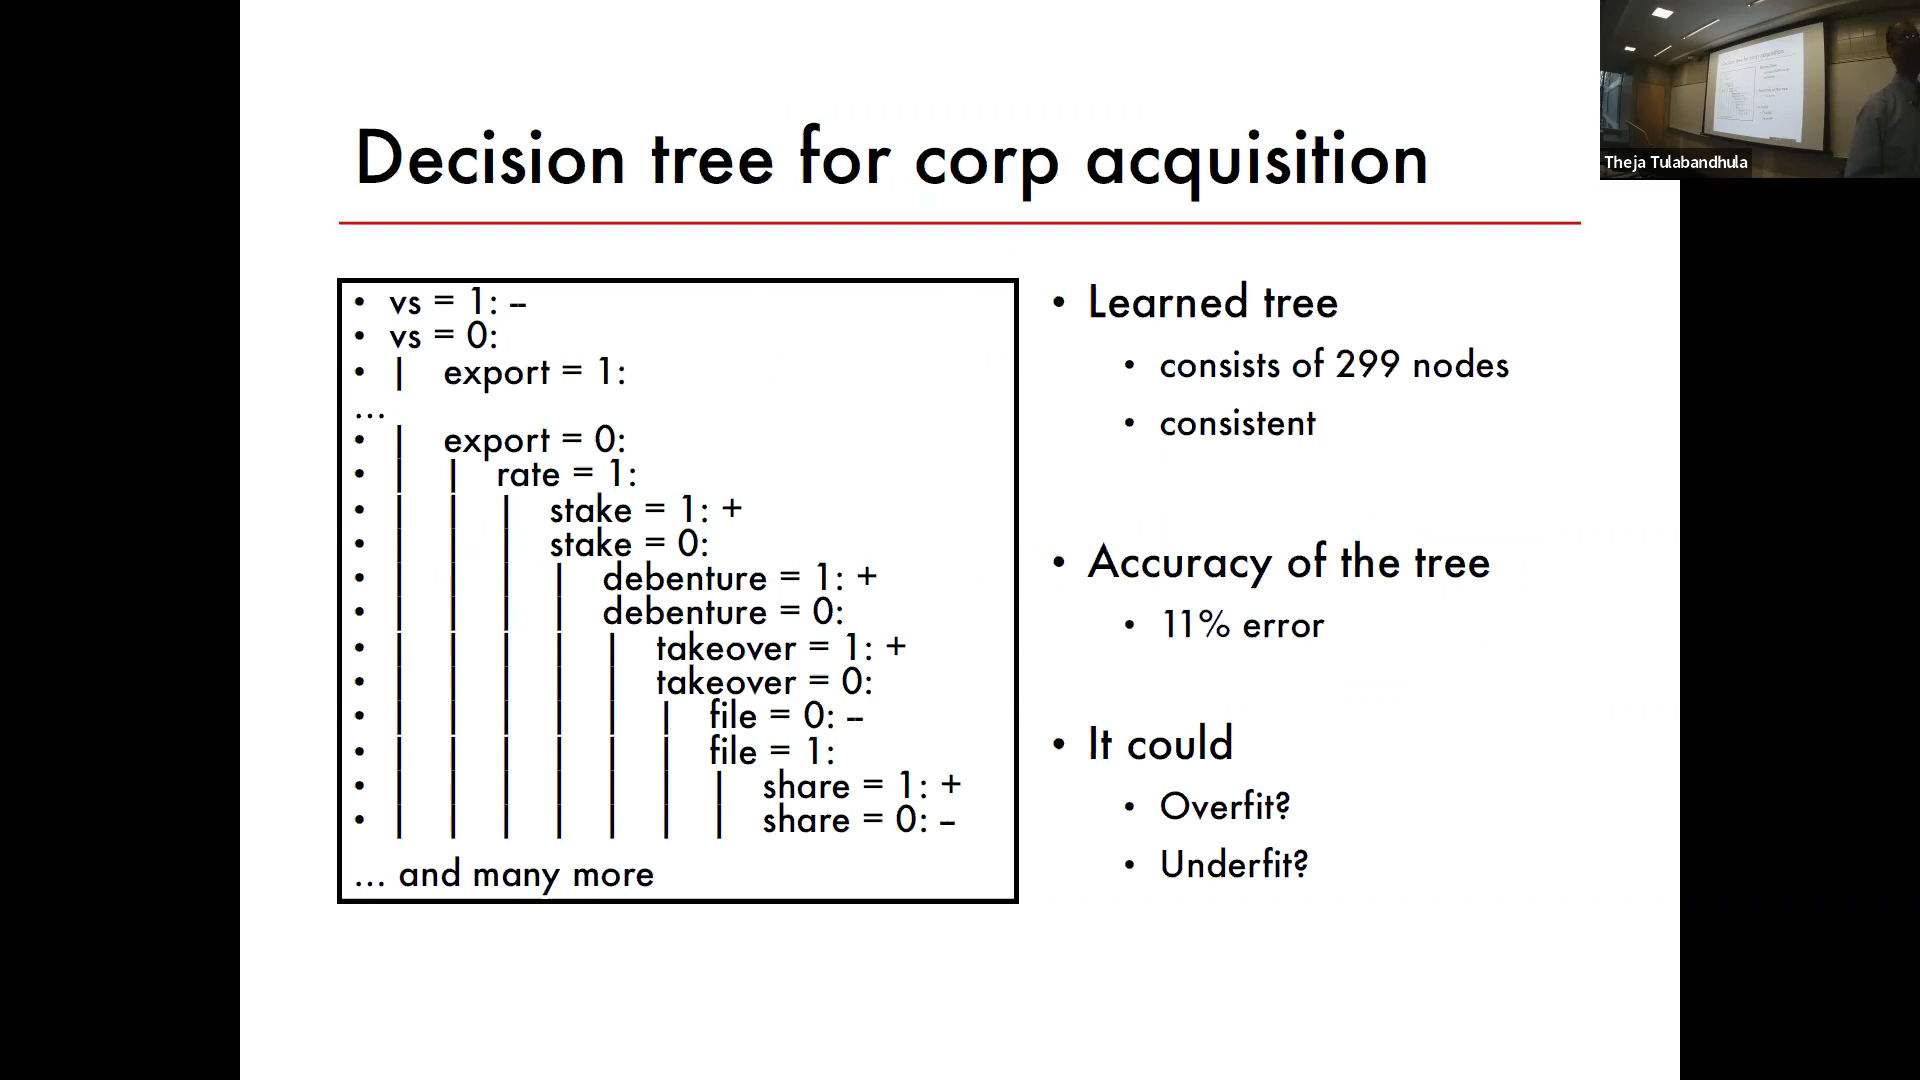 Decision tree for corp acquisition
• vs = 1: –
• vs = 0:
• | export = 1:
...
• | export = 0:
• | | rate = 1:
• | | | stake = 1: +
• | | | stake = 0:
• | | | | debenture = 1: +
• | | | | debenture = 0:
• | | | | | takeover = 1: +
• | | | | | takeover = 0:
• | | | | | | file = 0: –
• | | | | | | file = 1:
• | | | | | | | share = 1: +
• | | | | | | | share = 0: –
... and many more
• Learned tree
• consists of 299 nodes
• consistent
• Accuracy of the tree
• 11% error
• It could
• Overfit?
• Underfit?
Theja Tulabandhula